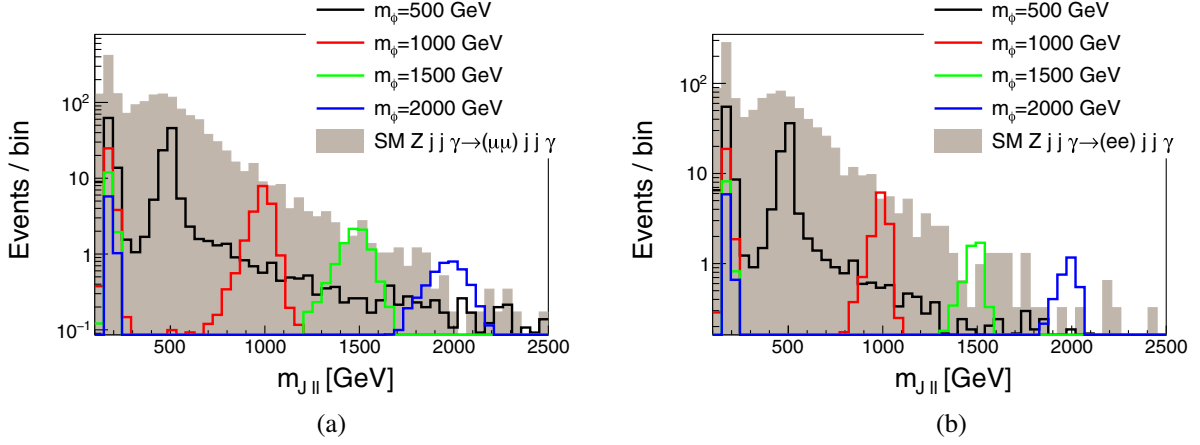 m_ϕ=500 GeV
m_ϕ=1000 GeV
m_ϕ=1500 GeV
m_ϕ=2000 GeV
SM Z j j γ→(μμ) j j γ
Events / bin
10²
10
1
10⁻¹
500 1000 1500 2000 2500
m_{J ll} [GeV]
(a)
m_ϕ=500 GeV
m_ϕ=1000 GeV
m_ϕ=1500 GeV
m_ϕ=2000 GeV
SM Z j j γ→(ee) j j γ
Events / bin
10²
10
1
500 1000 1500 2000 2500
m_{J ll} [GeV]
(b)